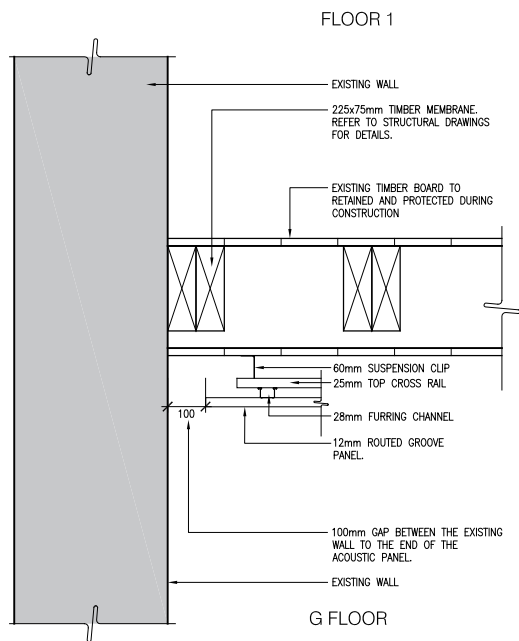 FLOOR 1
EXISTING WALL
225x75mm TIMBER MEMBRANE.
REFER TO STRUCTURAL DRAWINGS
FOR DETAILS.
EXISTING TIMBER BOARD TO
RETAINED AND PROTECTED DURING
CONSTRUCTION
60mm SUSPENSION CLIP
25mm TOP CROSS RAIL
100
28mm FURRING CHANNEL
12mm ROUTED GROOVE
PANEL.
100mm GAP BETWEEN THE EXISTING
WALL TO THE END OF THE
ACOUSTIC PANEL.
EXISTING WALL
G FLOOR